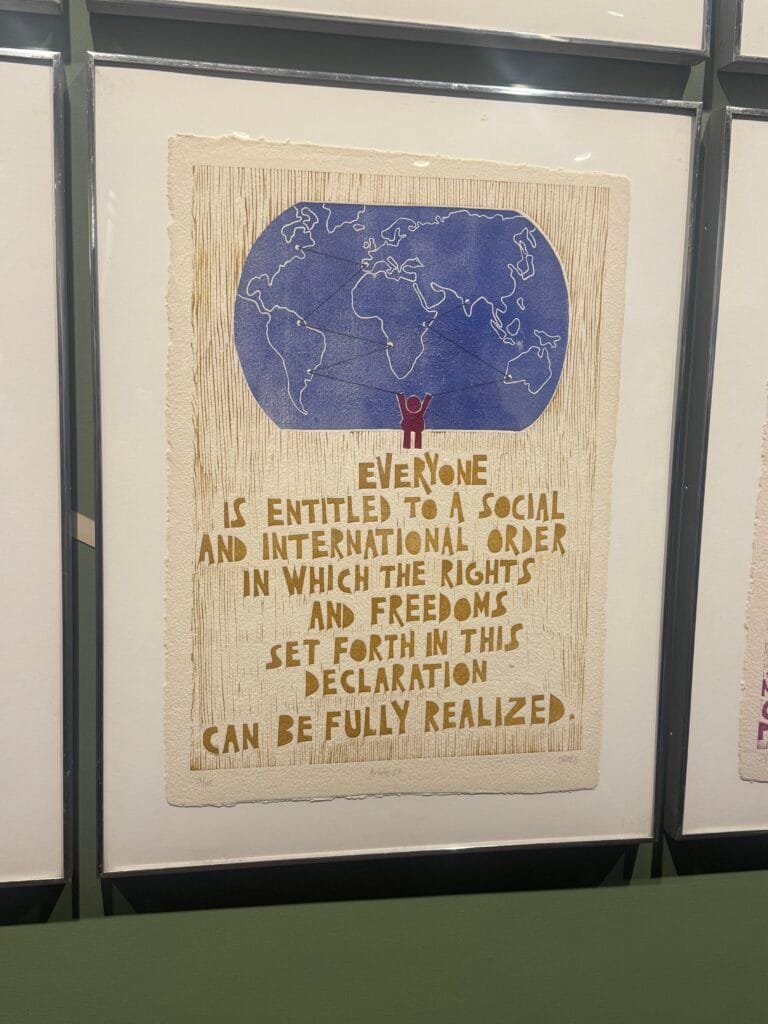 EVERYONE
IS ENTITLED TO A SOCIAL
AND INTERNATIONAL ORDER
IN WHICH THE RIGHTS
AND FREEDOMS
SET FORTH IN THIS
DECLARATION
CAN BE FULLY REALIZED.